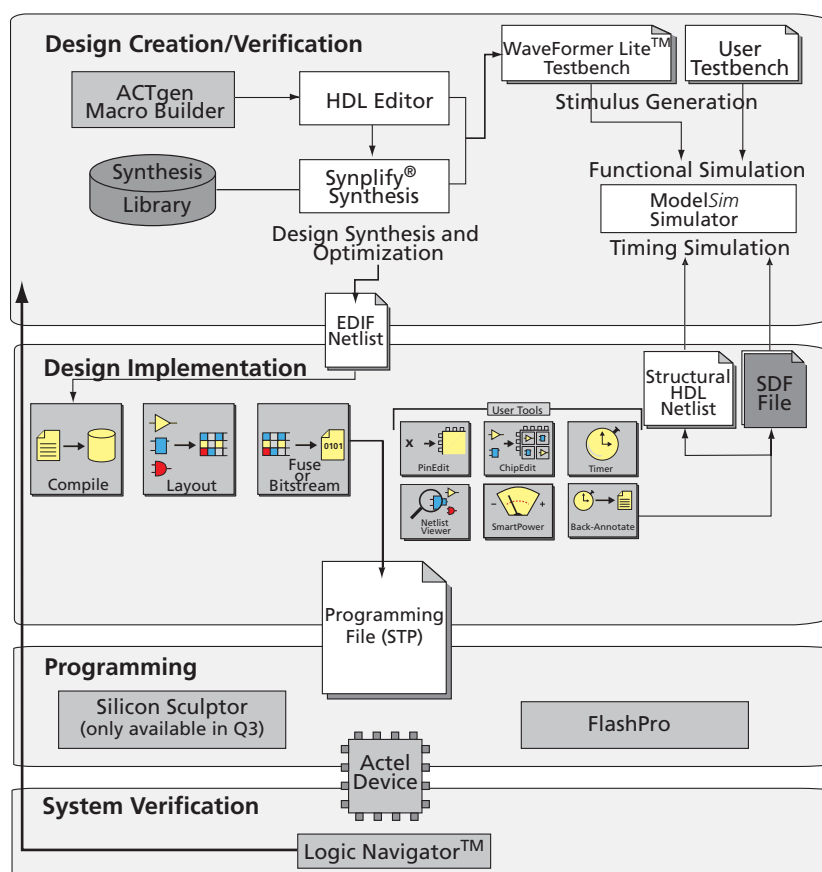 Design Creation/Verification
ACTgen
Macro Builder
HDL Editor
WaveFormer Lite™
Testbench
User
Testbench
Stimulus Generation
Synthesis
Library
Synplify®
Synthesis
Functional Simulation
ModelSim
Simulator
Timing Simulation
Design Synthesis and
Optimization
EDIF
Netlist
Design Implementation
Structural
HDL
Netlist
SDF
File
Compile
Layout
0101
Fuse
or
Bitstream
User Tools
x
PinEdit
ChipEdit
Timer
Netlist
Viewer
- +
SmartPower
Back-Annotate
Programming
File (STP)
Programming
Silicon Sculptor
(only available in Q3)
FlashPro
Actel
Device
System Verification
Logic Navigator™